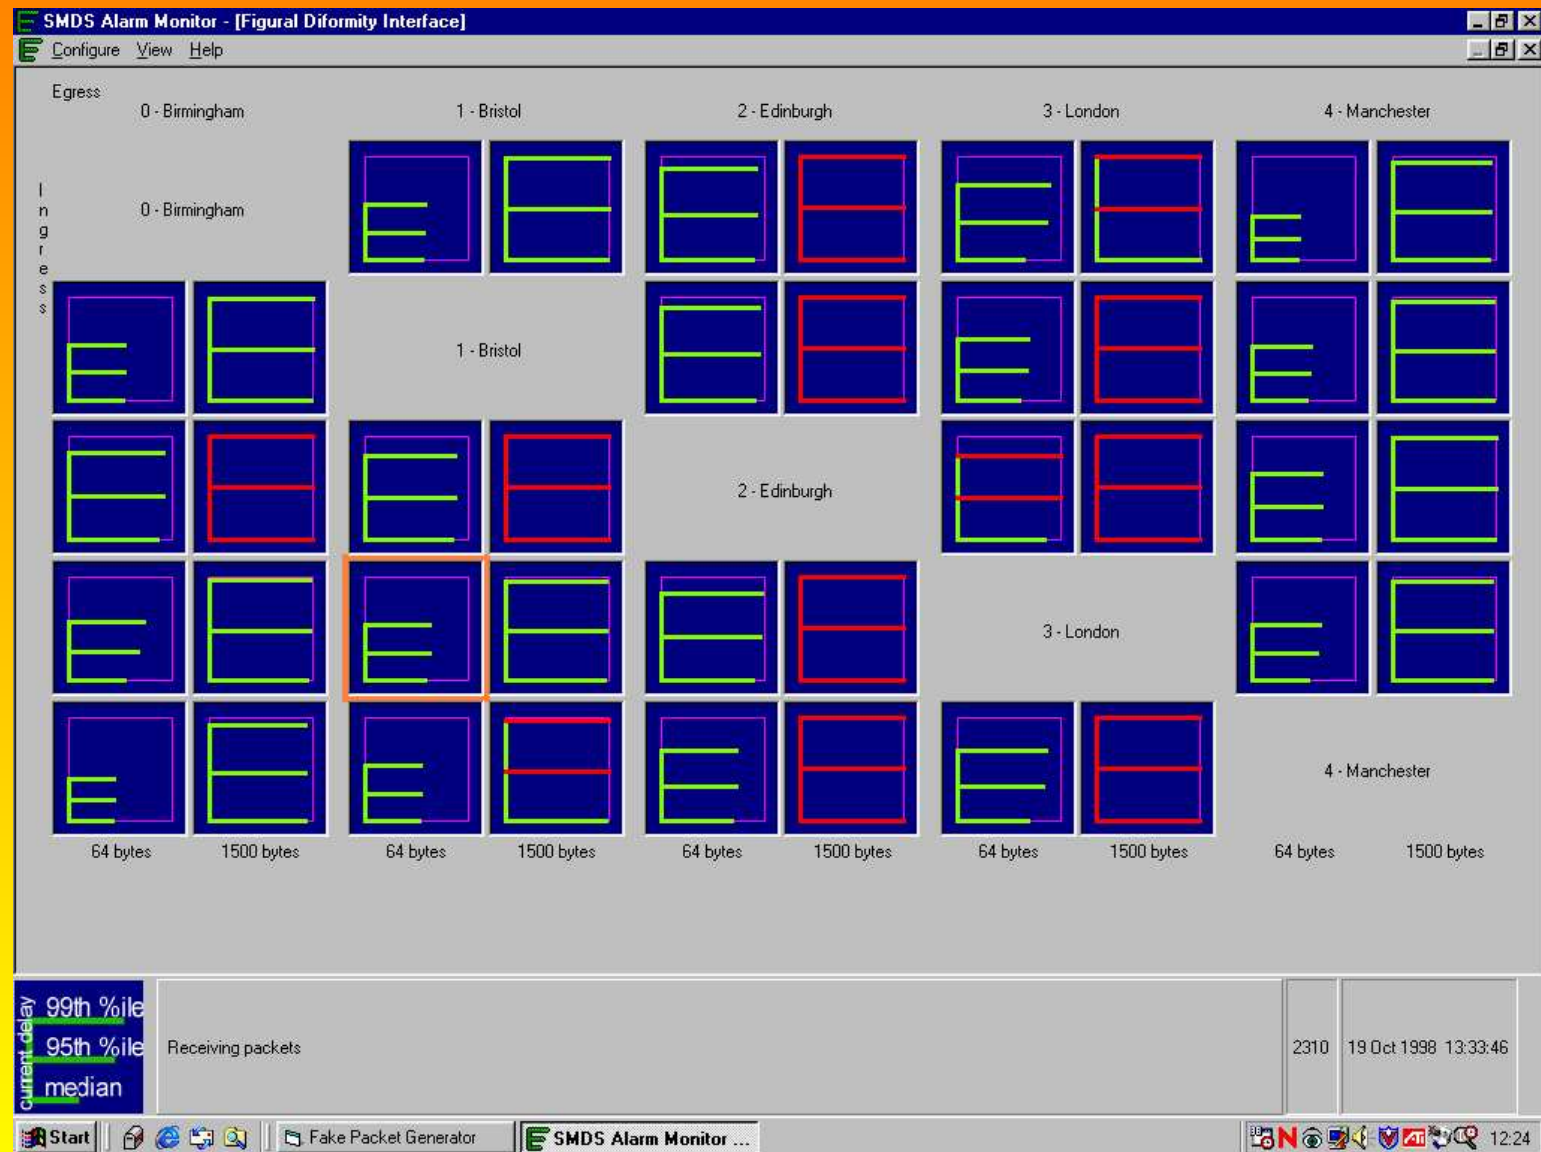 SMDS Alarm Monitor - [Figural Diformity Interface]
Configure View Help
Egress
0 - Birmingham 1 - Bristol 2 - Edinburgh 3 - London 4 - Manchester
Ingress
0 - Birmingham
1 - Bristol
2 - Edinburgh
3 - London
4 - Manchester
64 bytes 1500 bytes 64 bytes 1500 bytes 64 bytes 1500 bytes 64 bytes 1500 bytes 64 bytes 1500 bytes
current delay
99th %ile
95th %ile
median
Receiving packets
2310
19 Oct 1998 13:33:46
Start Fake Packet Generator SMDS Alarm Monitor ... 12:24